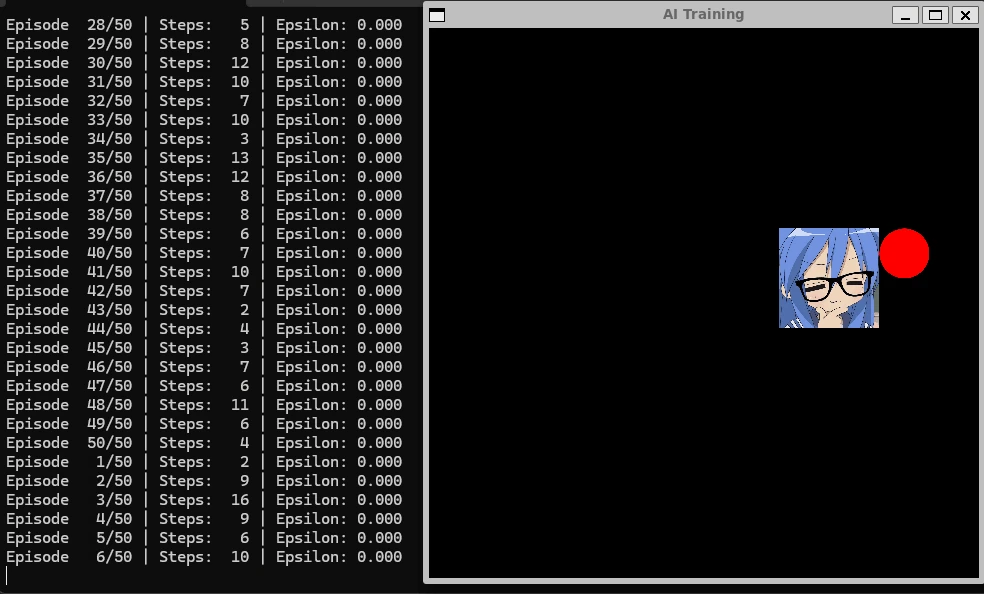 Episode  28/50 | Steps:   5 | Epsilon: 0.000
Episode  29/50 | Steps:   8 | Epsilon: 0.000
Episode  30/50 | Steps:  12 | Epsilon: 0.000
Episode  31/50 | Steps:  10 | Epsilon: 0.000
Episode  32/50 | Steps:   7 | Epsilon: 0.000
Episode  33/50 | Steps:  10 | Epsilon: 0.000
Episode  34/50 | Steps:   3 | Epsilon: 0.000
Episode  35/50 | Steps:  13 | Epsilon: 0.000
Episode  36/50 | Steps:  12 | Epsilon: 0.000
Episode  37/50 | Steps:   8 | Epsilon: 0.000
Episode  38/50 | Steps:   8 | Epsilon: 0.000
Episode  39/50 | Steps:   6 | Epsilon: 0.000
Episode  40/50 | Steps:   7 | Epsilon: 0.000
Episode  41/50 | Steps:  10 | Epsilon: 0.000
Episode  42/50 | Steps:   7 | Epsilon: 0.000
Episode  43/50 | Steps:   2 | Epsilon: 0.000
Episode  44/50 | Steps:   4 | Epsilon: 0.000
Episode  45/50 | Steps:   3 | Epsilon: 0.000
Episode  46/50 | Steps:   7 | Epsilon: 0.000
Episode  47/50 | Steps:   6 | Epsilon: 0.000
Episode  48/50 | Steps:  11 | Epsilon: 0.000
Episode  49/50 | Steps:   6 | Epsilon: 0.000
Episode  50/50 | Steps:   4 | Epsilon: 0.000
Episode   1/50 | Steps:   2 | Epsilon: 0.000
Episode   2/50 | Steps:   9 | Epsilon: 0.000
Episode   3/50 | Steps:  16 | Epsilon: 0.000
Episode   4/50 | Steps:   9 | Epsilon: 0.000
Episode   5/50 | Steps:   6 | Epsilon: 0.000
Episode   6/50 | Steps:  10 | Epsilon: 0.000
AI Training